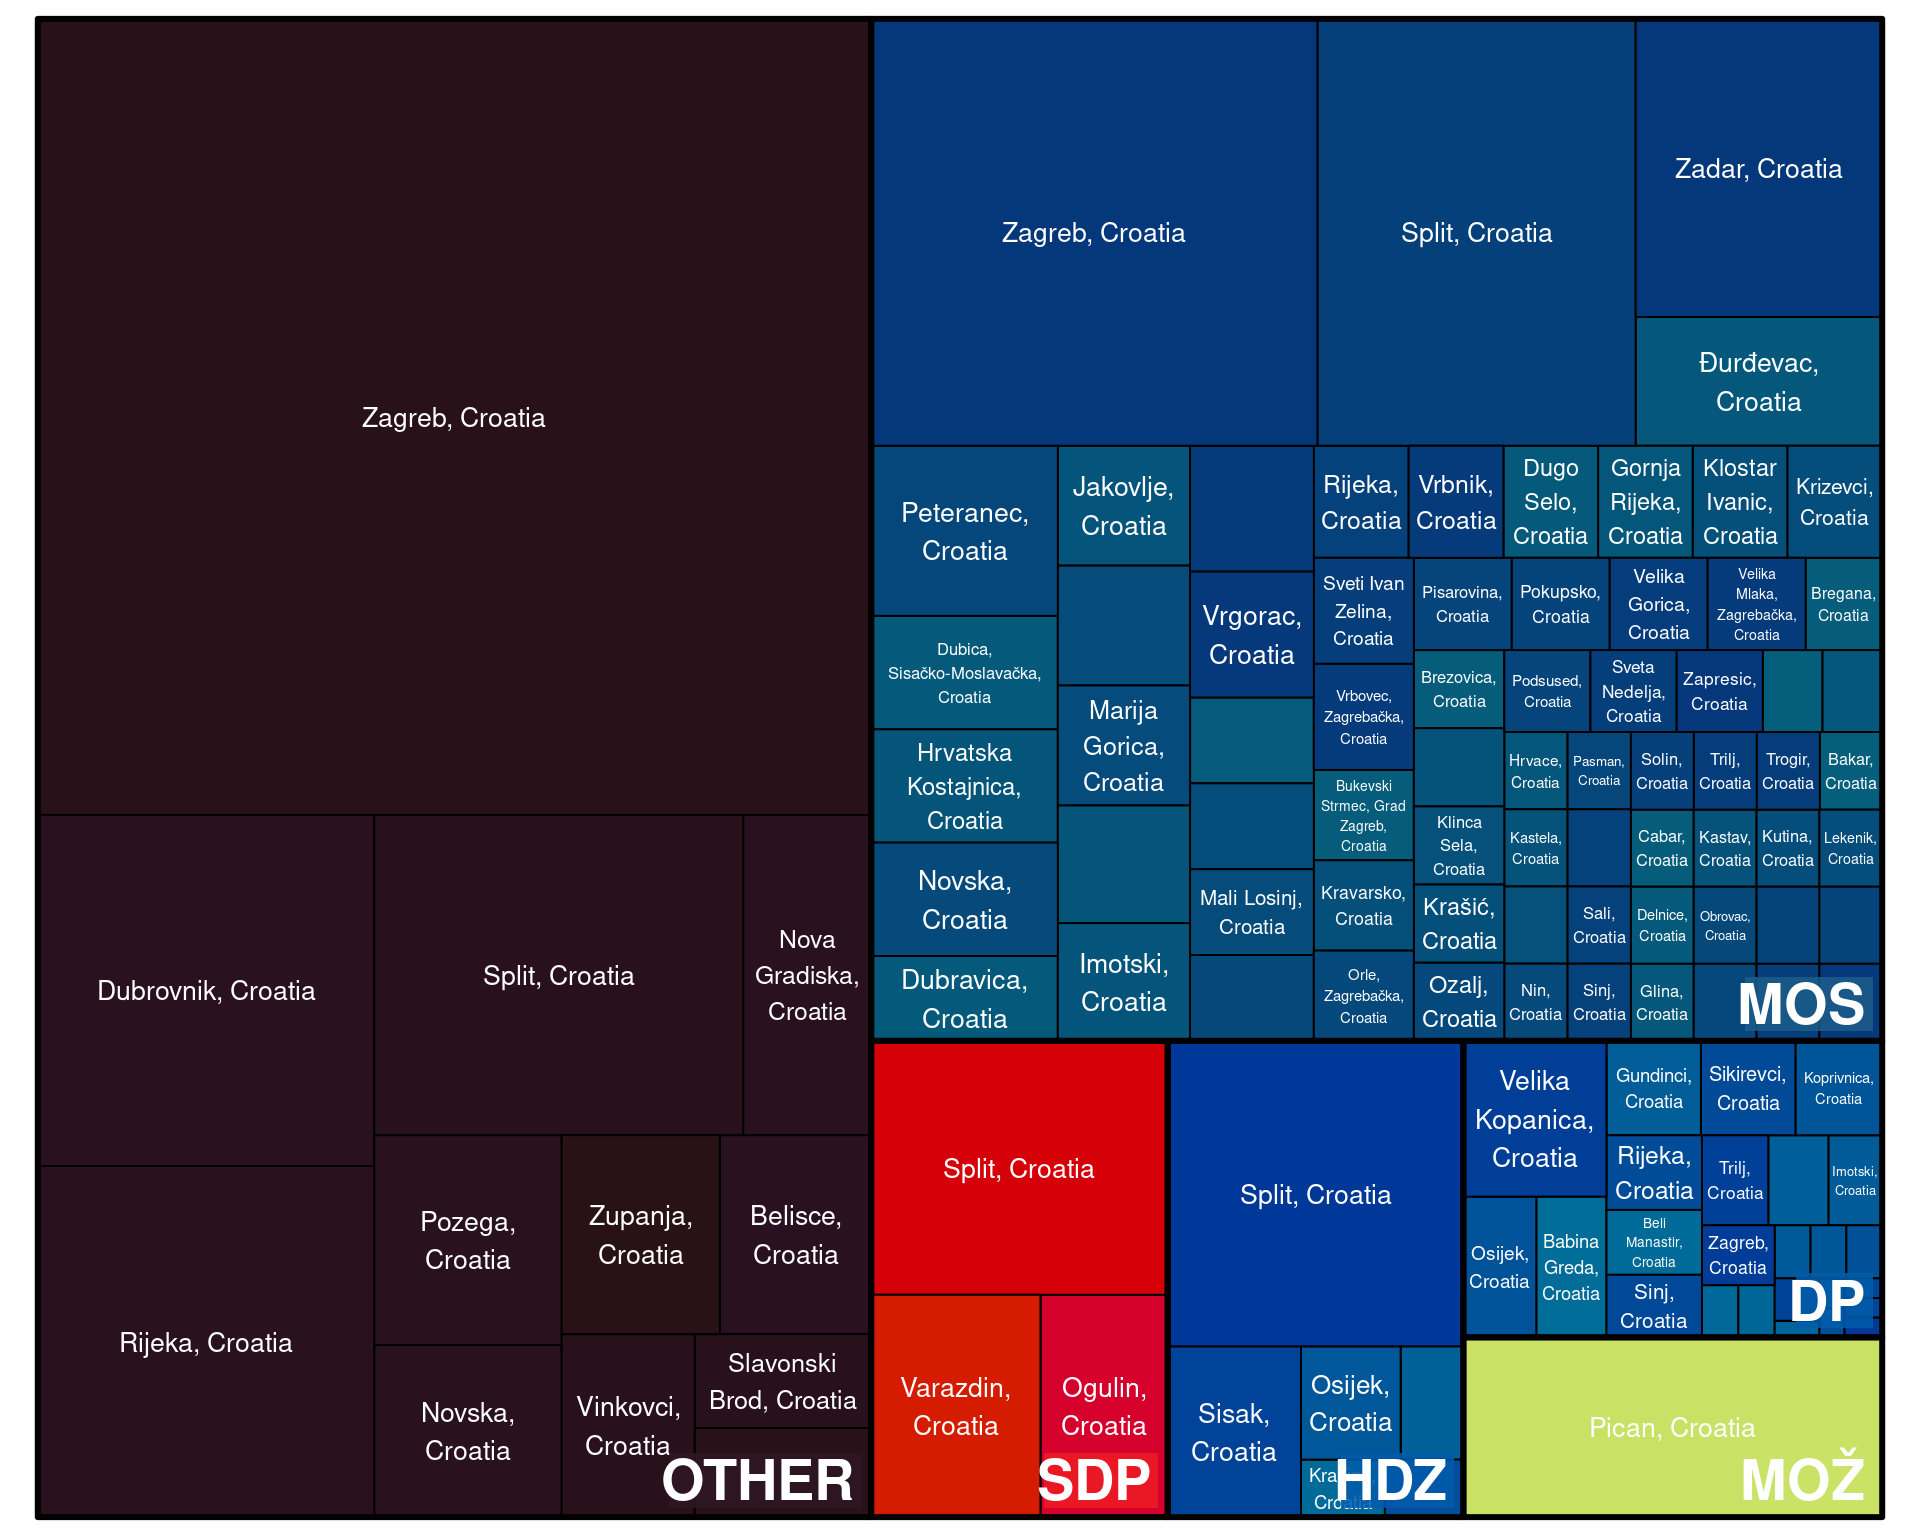 Zagreb, Croatia
Dubrovnik, Croatia
Split, Croatia
Nova
Gradiska,
Croatia
Rijeka, Croatia
Pozega,
Croatia
Zupanja,
Croatia
Belisce,
Croatia
Novska,
Croatia
Vinkovci,
Croatia
Slavonski
Brod, Croatia
OTHER
Zagreb, Croatia
Split, Croatia
Zadar, Croatia
Đurđevac,
Croatia
Peteranec,
Croatia
Dubica,
Sisačko-Moslavačka,
Croatia
Hrvatska
Kostajnica,
Croatia
Novska,
Croatia
Dubravica,
Croatia
Jakovlje,
Croatia
Marija
Gorica,
Croatia
Imotski,
Croatia
Vrgorac,
Croatia
Mali Losinj,
Croatia
Rijeka,
Croatia
Vrbnik,
Croatia
Dugo
Selo,
Croatia
Gornja
Rijeka,
Croatia
Klostar
Ivanic,
Croatia
Krizevci,
Croatia
Sveti Ivan
Zelina,
Croatia
Vrbovec,
Zagrebačka,
Croatia
Bukevski
Strmec, Grad
Zagreb,
Croatia
Kravarsko,
Croatia
Orle,
Zagrebačka,
Croatia
Pisarovina,
Croatia
Pokupsko,
Croatia
Velika
Gorica,
Croatia
Velika
Mlaka,
Zagrebačka,
Croatia
Bregana,
Croatia
Brezovica,
Croatia
Klinca
Sela,
Croatia
Krašić,
Croatia
Ozalj,
Croatia
Podsused,
Croatia
Sveta
Nedelja,
Croatia
Zapresic,
Croatia
Hrvace,
Croatia
Pasman,
Croatia
Solin,
Croatia
Trilj,
Croatia
Trogir,
Croatia
Bakar,
Croatia
Kastela,
Croatia
Cabar,
Croatia
Kastav,
Croatia
Kutina,
Croatia
Lekenik,
Croatia
Sali,
Croatia
Delnice,
Croatia
Obrovac,
Croatia
Nin,
Croatia
Sinj,
Croatia
Glina,
Croatia
MOS
Split, Croatia
Varazdin,
Croatia
Ogulin,
Croatia
SDP
Split, Croatia
Sisak,
Croatia
Osijek,
Croatia
Croatia
HDZ
Velika
Kopanica,
Croatia
Osijek,
Croatia
Babina
Greda,
Croatia
Gundinci,
Croatia
Sikirevci,
Croatia
Koprivnica,
Croatia
Rijeka,
Croatia
Beli
Manastir,
Croatia
Sinj,
Croatia
Trilj,
Croatia
Imotski,
Croatia
Zagreb,
Croatia
DP
Pican, Croatia
MOŽ